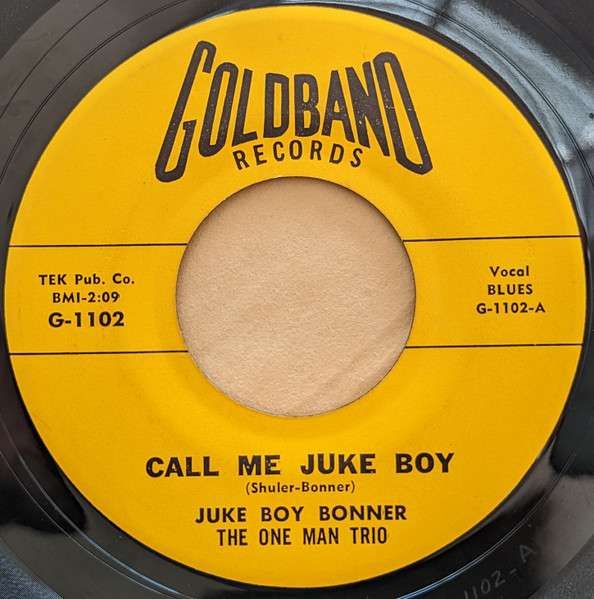 GOLDBAND
RECORDS
TEK Pub. Co.
BMI-2:09
G-1102
Vocal
BLUES
G-1102-A
CALL ME JUKE BOY
(Shuler-Bonner)
JUKE BOY BONNER
THE ONE MAN TRIO
1102-A